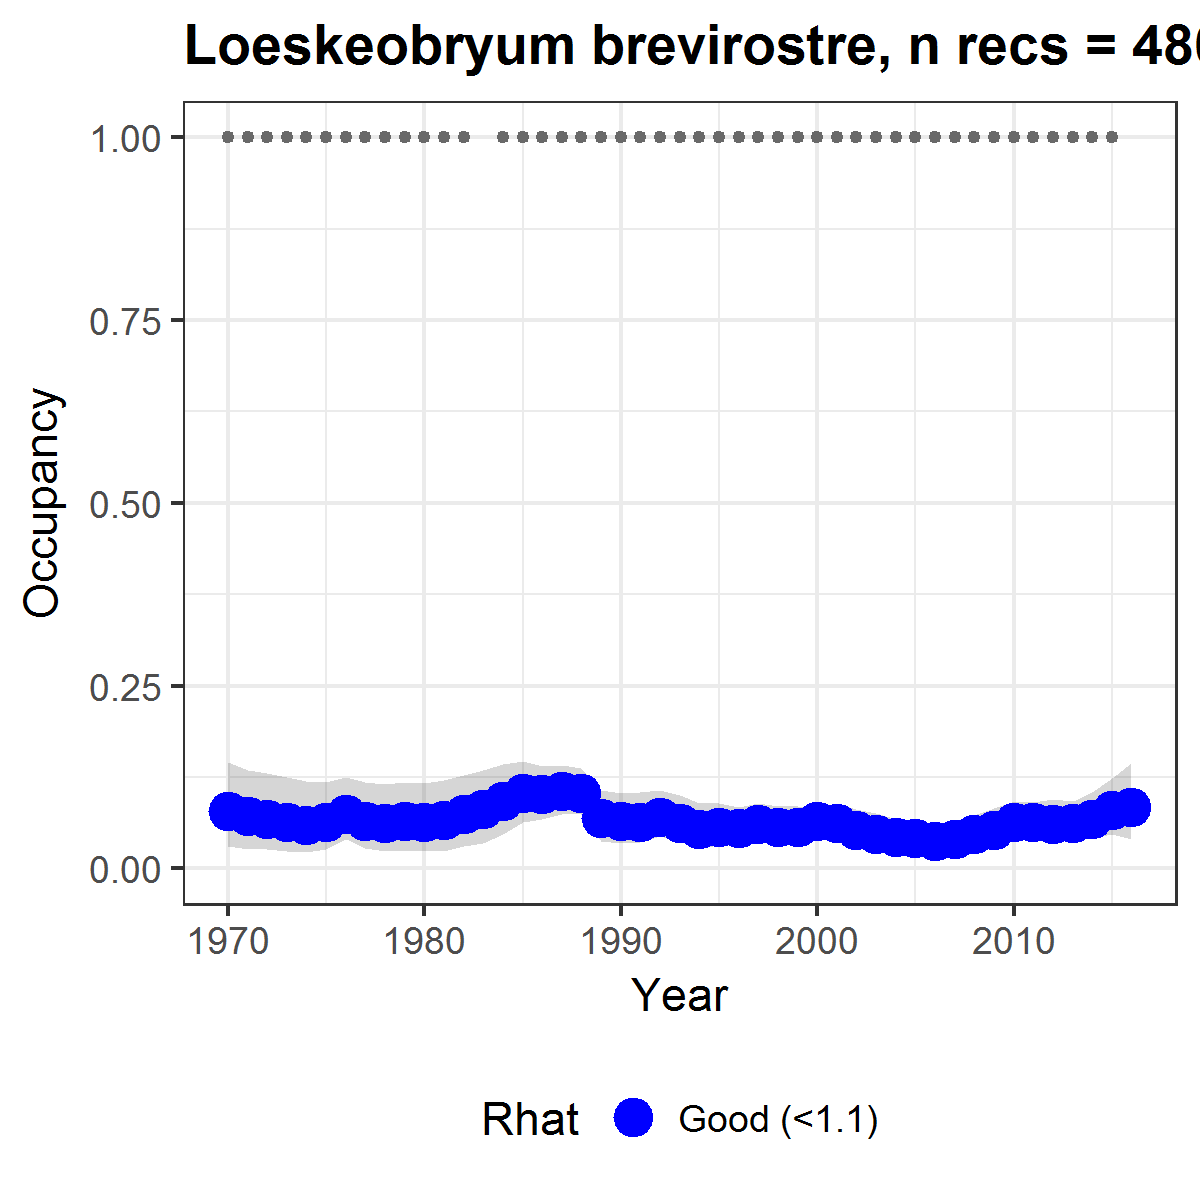 Loeskeobryum brevirostre, n recs = 48
1.00
0.75
0.50
0.25
0.00
Occupancy
1970 1980 1990 2000 2010
Year
Rhat Good (<1.1)